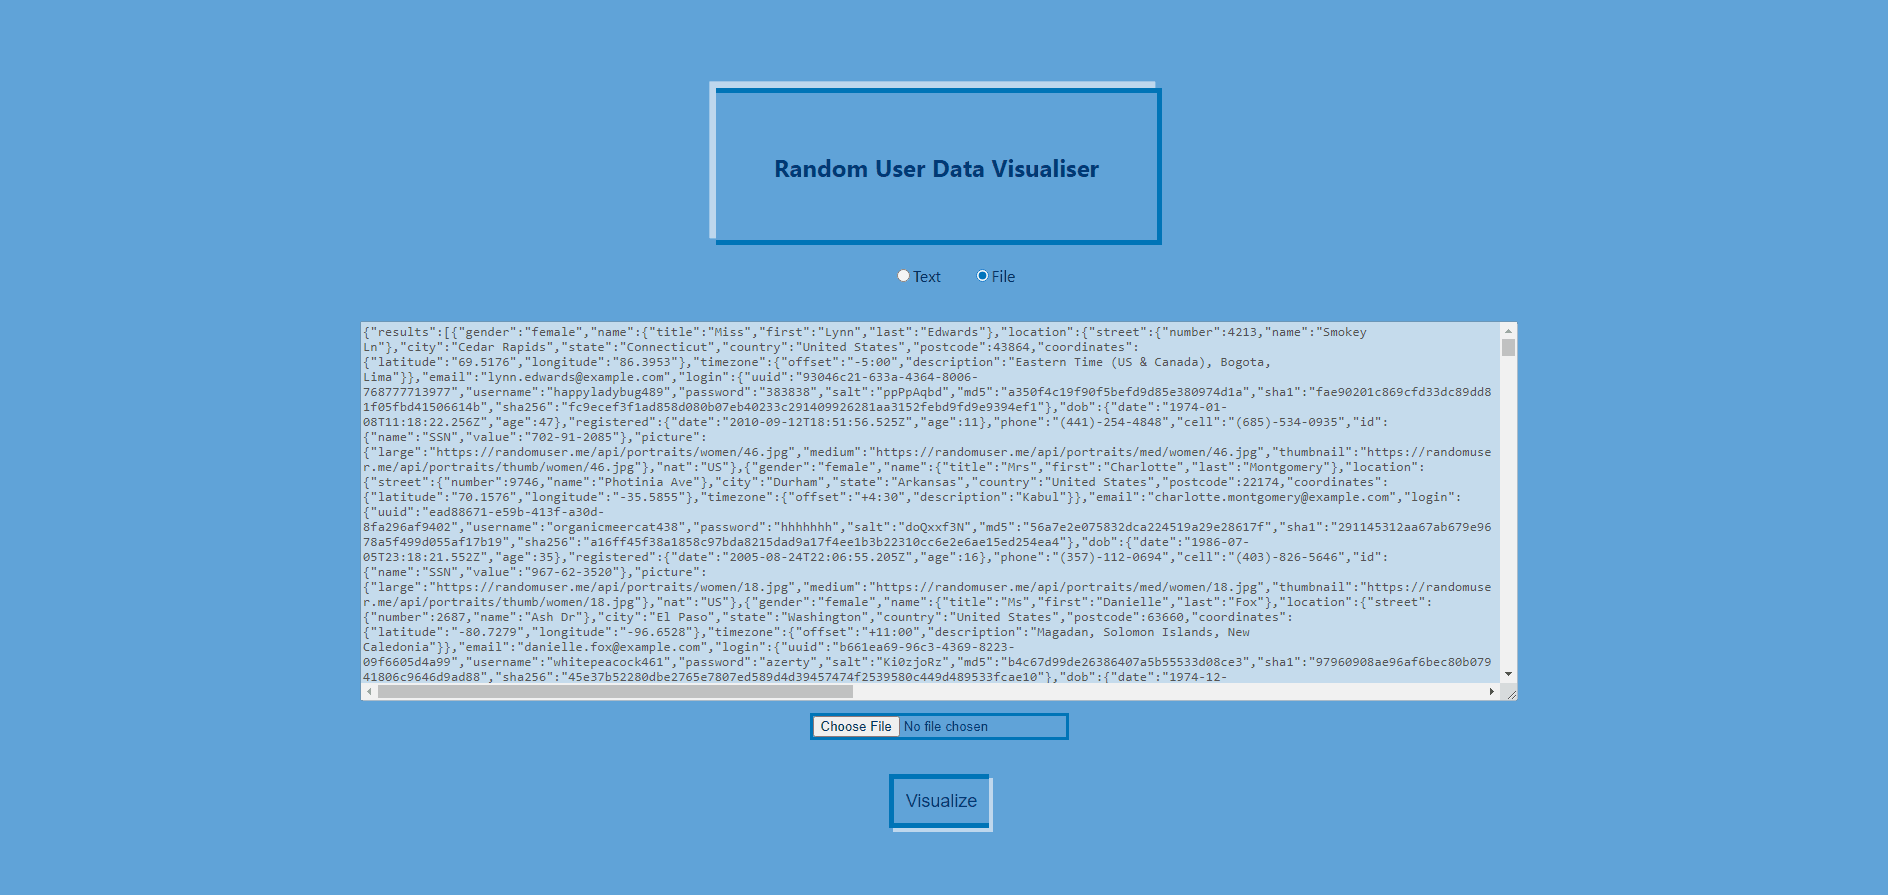 Random User Data Visualiser
Text File
{"results":[{"gender":"female","name":{"title":"Miss","first":"Lynn","last":"Edwards"},"location":{"street":{"number":4213,"name":"Smokey
Ln"},"city":"Cedar Rapids","state":"Connecticut","country":"United States","postcode":43864,"coordinates":
{"latitude":"69.5176","longitude":"86.3953"},"timezone":{"offset":"-5:00","description":"Eastern Time (US & Canada), Bogota,
Lima"}},"email":"lynn.edwards@example.com","login":{"uuid":"93046c21-633a-4364-8006-
768777713977","username":"happyladybug489","password":"383838","salt":"ppPpAqbd","md5":"a350f4c19f90f5befd9d85e380974d1a","sha1":"fae90201c869cfd33dc89dd8
1f05fbd41506614b","sha256":"fc9ecef3f1ad858d080b07eb40233c291409926281aa3152febd9fd9e9394ef1"},"dob":{"date":"1974-01-
08T11:18:22.256Z","age":47},"registered":{"date":"2010-09-12T18:51:56.525Z","age":11},"phone":"(441)-254-4848","cell":"(685)-534-0935","id":
{"name":"SSN","value":"702-91-2085"},"picture":
{"large":"https://randomuser.me/api/portraits/women/46.jpg","medium":"https://randomuser.me/api/portraits/med/women/46.jpg","thumbnail":"https://randomuse
r.me/api/portraits/thumb/women/46.jpg"},"nat":"US"},{"gender":"female","name":{"title":"Mrs","first":"Charlotte","last":"Montgomery"},"location":
{"street":{"number":9746,"name":"Photinia Ave"},"city":"Durham","state":"Arkansas","country":"United States","postcode":22174,"coordinates":
{"latitude":"70.1576","longitude":"-35.5855"},"timezone":{"offset":"+4:30","description":"Kabul"}},"email":"charlotte.montgomery@example.com","login":
{"uuid":"ead88671-e59b-413f-a30d-
8fa296af9402","username":"organicmeercat438","password":"hhhhhhh","salt":"doQxxf3N","md5":"56a7e2e075832dca224519a29e28617f","sha1":"291145312aa67ab679e96
78a5f499d055af17b19","sha256":"a16ff45f38a1858c97bda8215dad9a17f4ee1b3b22310cc6e2e6ae15ed254ea4"},"dob":{"date":"1986-07-
05T23:18:21.552Z","age":35},"registered":{"date":"2005-08-24T22:06:55.205Z","age":16},"phone":"(357)-112-0694","cell":"(403)-826-5646","id":
{"name":"SSN","value":"967-62-3520"},"picture":
{"large":"https://randomuser.me/api/portraits/women/18.jpg","medium":"https://randomuser.me/api/portraits/med/women/18.jpg","thumbnail":"https://randomuse
r.me/api/portraits/thumb/women/18.jpg"},"nat":"US"},{"gender":"female","name":{"title":"Ms","first":"Danielle","last":"Fox"},"location":{"street":
{"number":2687,"name":"Ash Dr"},"city":"El Paso","state":"Washington","country":"United States","postcode":63660,"coordinates":
{"latitude":"-80.7279","longitude":"-96.6528"},"timezone":{"offset":"+11:00","description":"Magadan, Solomon Islands, New
Caledonia"}},"email":"danielle.fox@example.com","login":{"uuid":"b661ea69-96c3-4369-8223-
09f6605d4a99","username":"whitepeacock461","password":"azerty","salt":"Ki0zjoRz","md5":"b4c67d99de26386407a5b55533d08ce3","sha1":"97960908ae96af6bec80b079
41806c9646d9ad88","sha256":"45e37b52280dbe2765e7807ed589d4d39457474f2539580c449d489533fcae10"},"dob":{"date":"1974-12-
Choose File No file chosen
Visualize